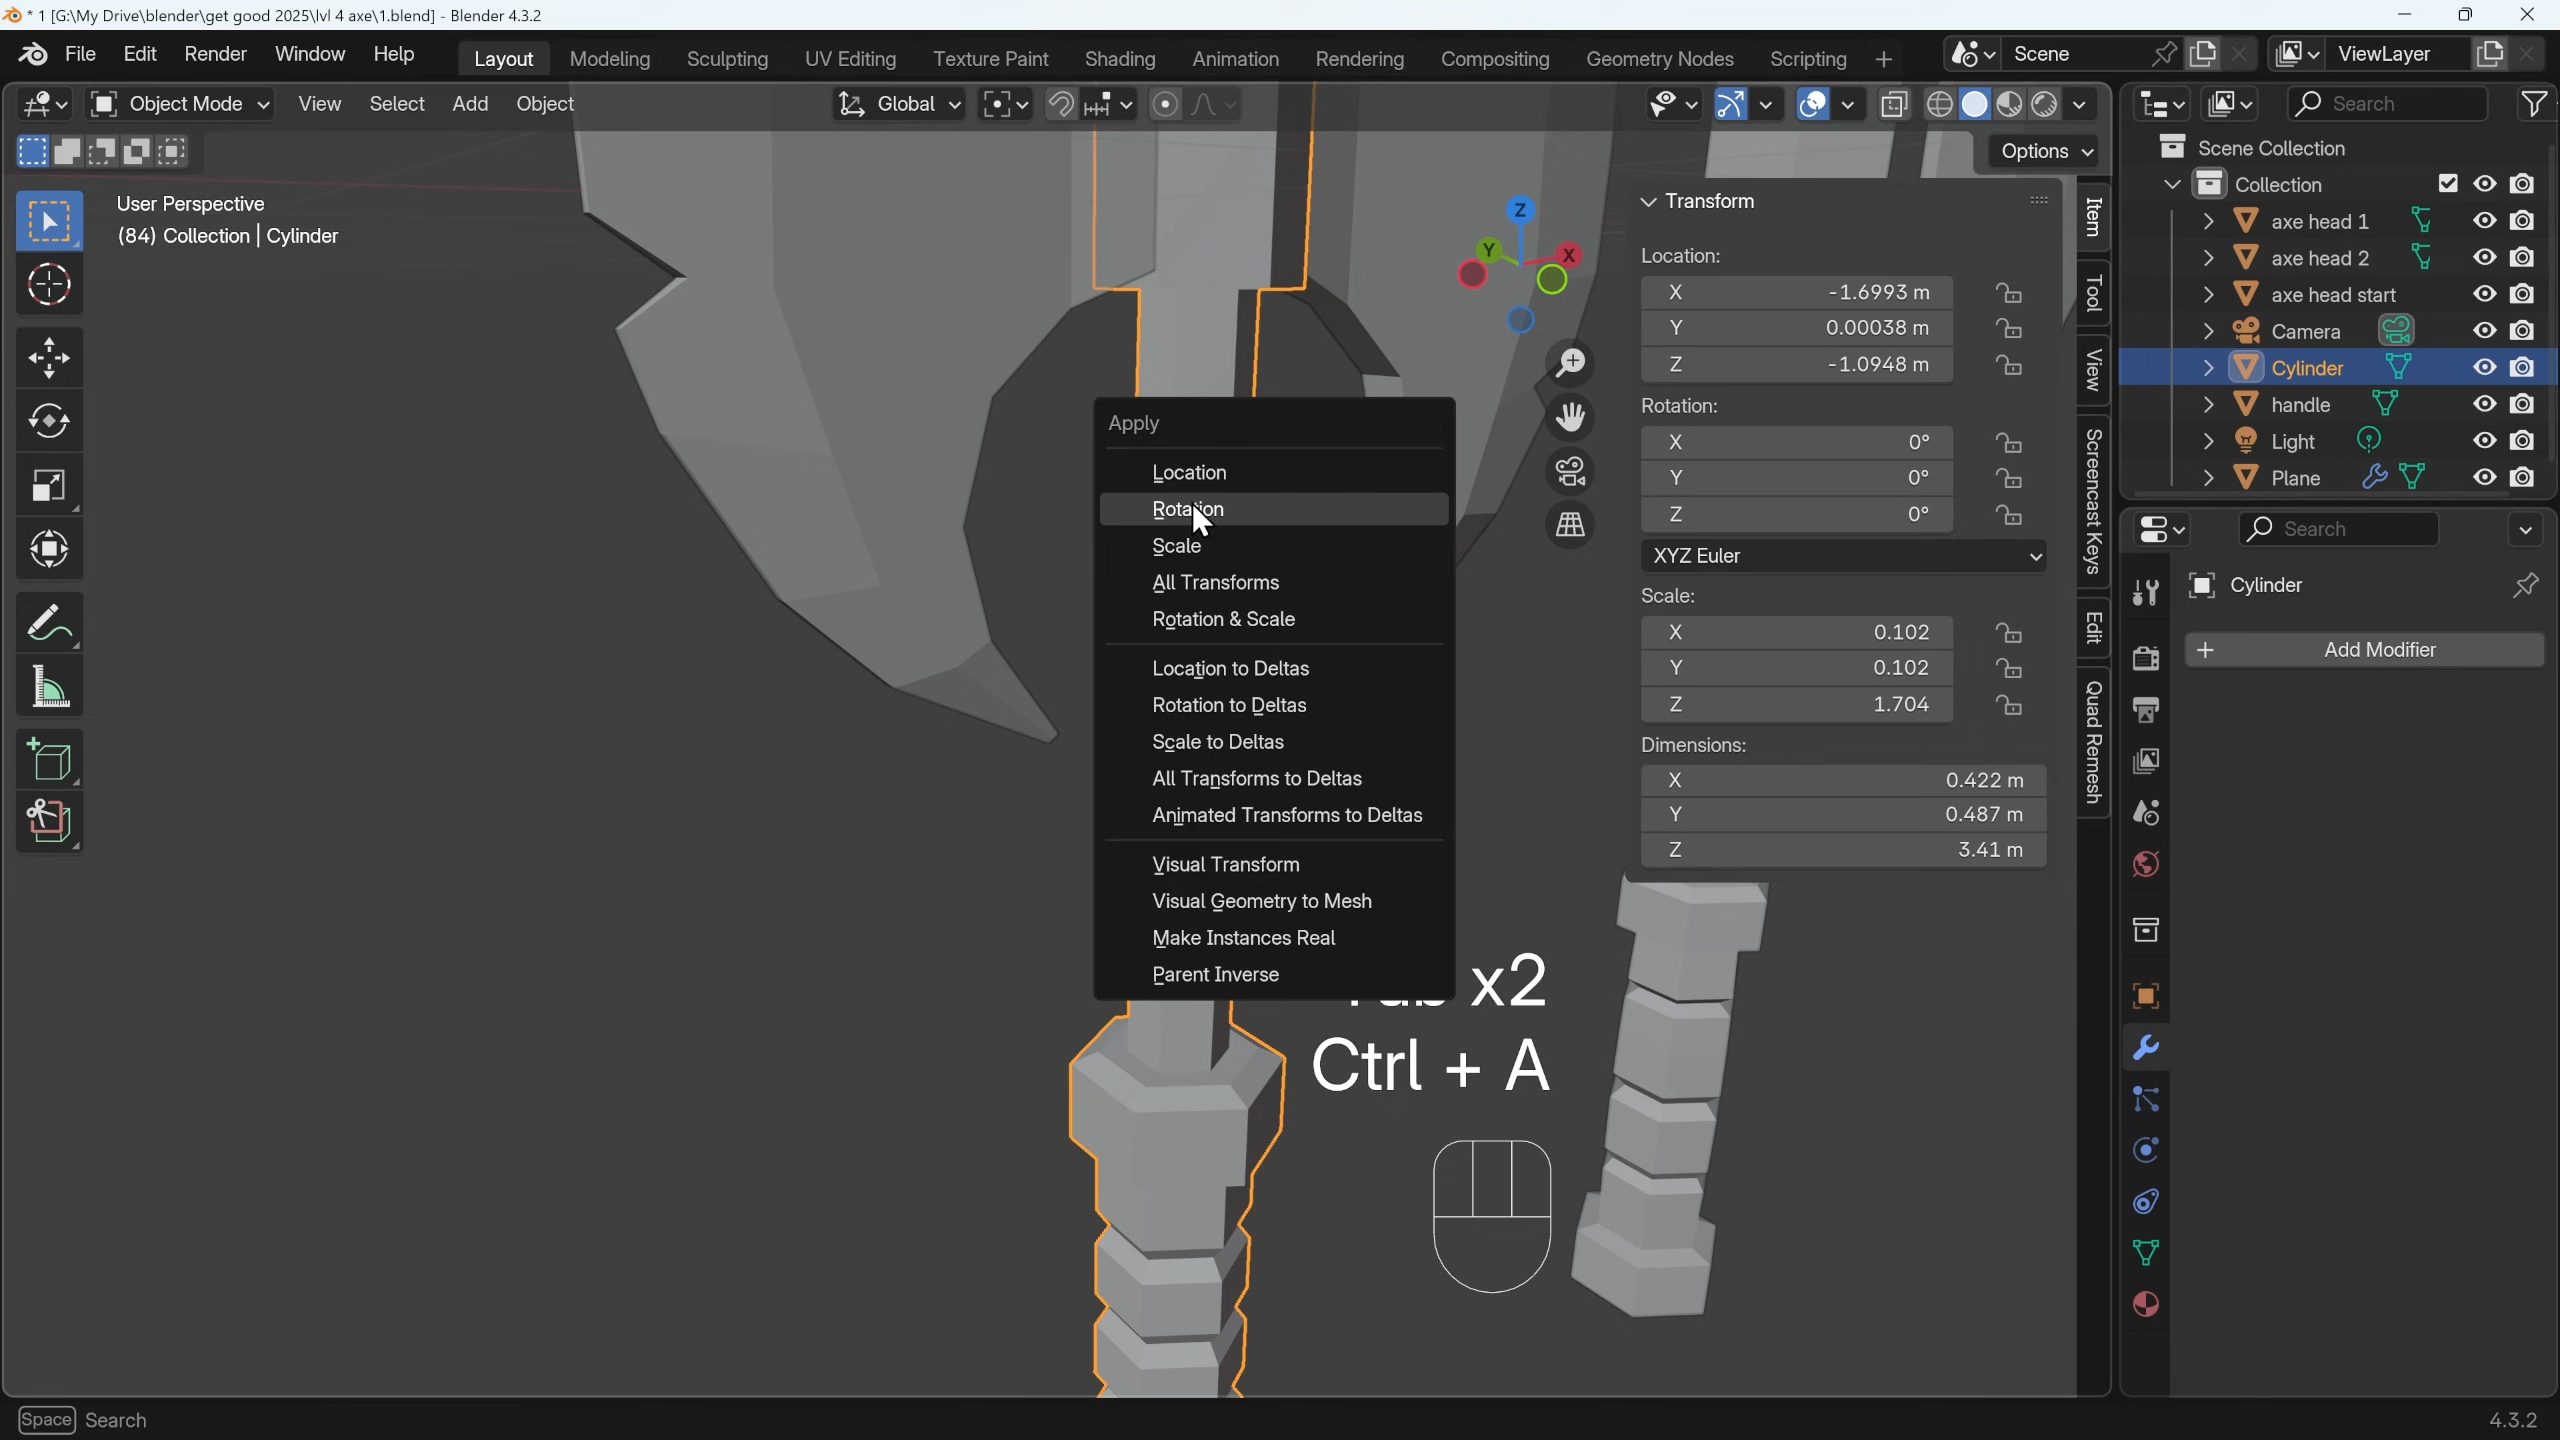 * 1 [G:\My Drive\blender\get good 2025\lvl 4 axe\1.blend] - Blender 4.3.2
File Edit Render Window Help
Layout Modeling Sculpting UV Editing Texture Paint Shading Animation Rendering Compositing Geometry Nodes Scripting +
Scene
ViewLayer
Object Mode View Select Add Object
Global
Search
Options
User Perspective
(84) Collection | Cylinder
Z
Y
X
Transform
Location:
X -1.6993 m
Y 0.00038 m
Z -1.0948 m
Rotation:
X 0°
Y 0°
Z 0°
XYZ Euler
Scale:
X 0.102
Y 0.102
Z 1.704
Dimensions:
X 0.422 m
Y 0.487 m
Z 3.41 m
Item
Tool
View
Screencast Keys
Edit
Quad Remesh
Scene Collection
Collection
axe head 1
axe head 2
axe head start
Camera
Cylinder
handle
Light
Plane
Search
Cylinder
+ Add Modifier
Apply
Location
Rotation
Scale
All Transforms
Rotation & Scale
Location to Deltas
Rotation to Deltas
Scale to Deltas
All Transforms to Deltas
Animated Transforms to Deltas
Visual Transform
Visual Geometry to Mesh
Make Instances Real
Parent Inverse
x2
Ctrl + A
Space Search
4.3.2